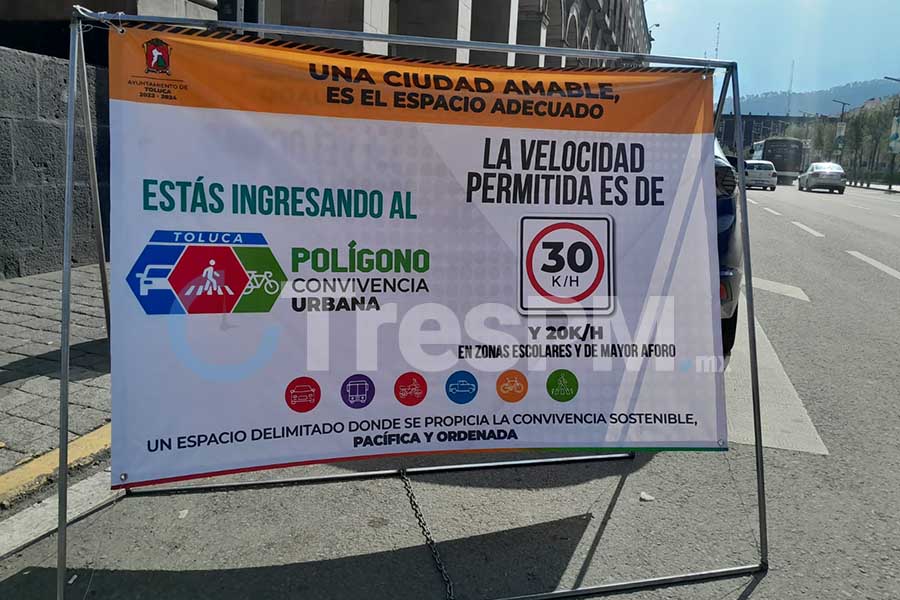 AYUNTAMIENTO DE
TOLUCA
2022 - 2024
UNA CIUDAD AMABLE,
ES EL ESPACIO ADECUADO
ESTÁS INGRESANDO AL
TOLUCA
POLÍGONO
CONVIVENCIA
URBANA
LA VELOCIDAD
PERMITIDA ES DE
30
K/H
Y 20K/H
EN ZONAS ESCOLARES Y DE MAYOR AFORO
TresPM.mx
UN ESPACIO DELIMITADO DONDE SE PROPICIA LA CONVIVENCIA SOSTENIBLE,
PACÍFICA Y ORDENADA